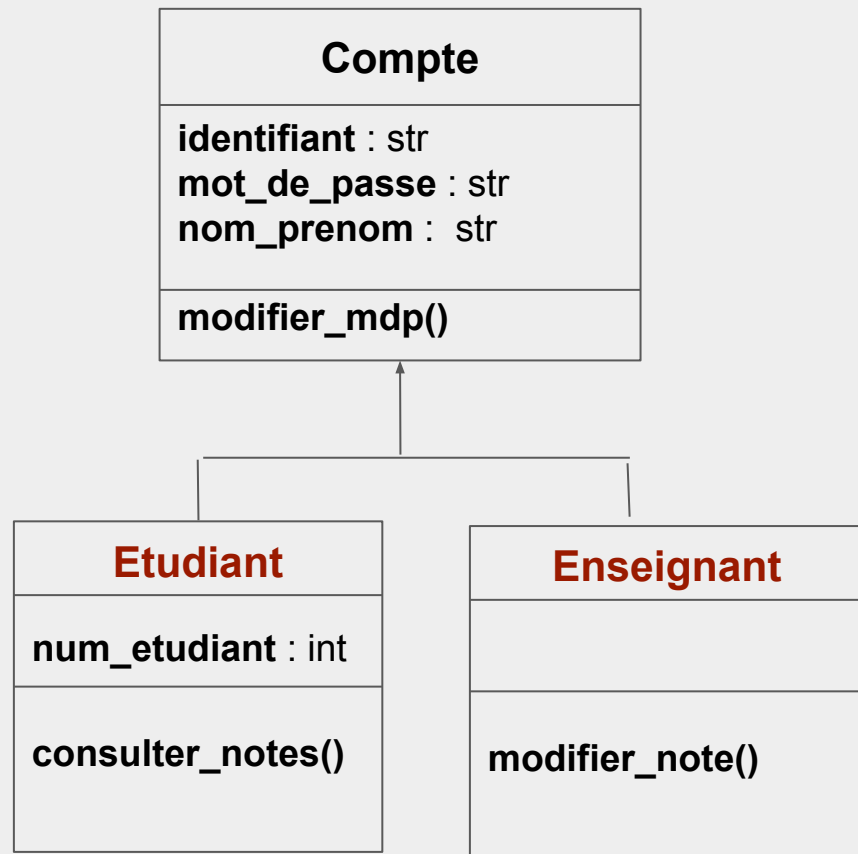 Compte
identifiant : str
mot_de_passe : str
nom_prenom : str
modifier_mdp()
Etudiant
num_etudiant : int
consulter_notes()
Enseignant
modifier_note()